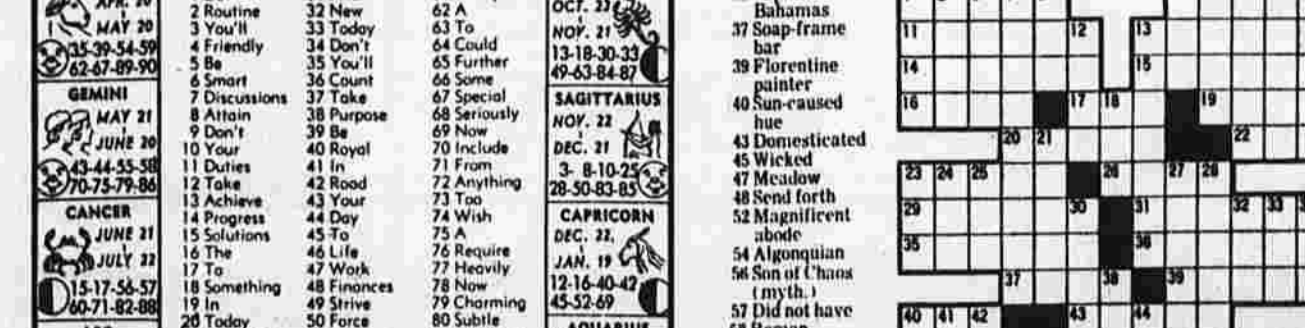 MAY 20
35-39-54-59
62-67-89-90
GEMINI
MAY 21
JUNE 20
43-44-55-58
70-75-79-86
CANCER
JUNE 21
JULY 22
15-17-56-57
60-71-82-88
2 Routine
3 You'll
4 Friendly
5 Be
6 Smart
7 Discussions
8 Attain
9 Don't
10 Your
11 Duties
12 Take
13 Achieve
14 Progress
15 Solutions
16 The
17 To
18 Something
19 In
20 Today
32 New
33 Today
34 Don't
35 You'll
36 Count
37 Take
38 Purpose
39 Be
40 Royal
41 In
42 Road
43 Your
44 Day
45 To
46 Life
47 Work
48 Finances
49 Strive
50 Force
62 A
63 To
64 Could
65 Further
66 Some
67 Special
68 Seriously
69 Now
70 Include
71 From
72 Anything
73 Too
74 Wish
75 A
76 Require
77 Heavily
78 Now
79 Charming
80 Subtle
OCT. 23
NOV. 21
13-18-30-33
49-63-84-87
SAGITTARIUS
NOV. 22
DEC. 21
3- 8-10-25
28-50-83-85
CAPRICORN
DEC. 22
JAN. 19
12-16-40-42
45-52-69
Bahamas
37 Soap-frame
bar
39 Florentine
painter
40 Sun-caused
hue
43 Domesticated
45 Wicked
47 Meadow
48 Send forth
52 Magnificent
abode
54 Algonquian
56 Son of Chaos
(myth.)
57 Did not have
11 12 13
14 15
16 17 18 19
20 21 22
23 24 25 26 27 28
29 30 31 32 33
35 36
37 38 39
40 41 42 43 44